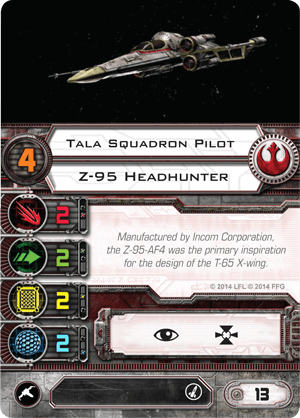 Tala Squadron Pilot
4
Z-95 Headhunter
2
2
2
2
Manufactured by Incom Corporation,
the Z-95-AF4 was the primary inspiration
for the design of the T-65 X-wing.
© 2014 LFL © 2014 FFG
13